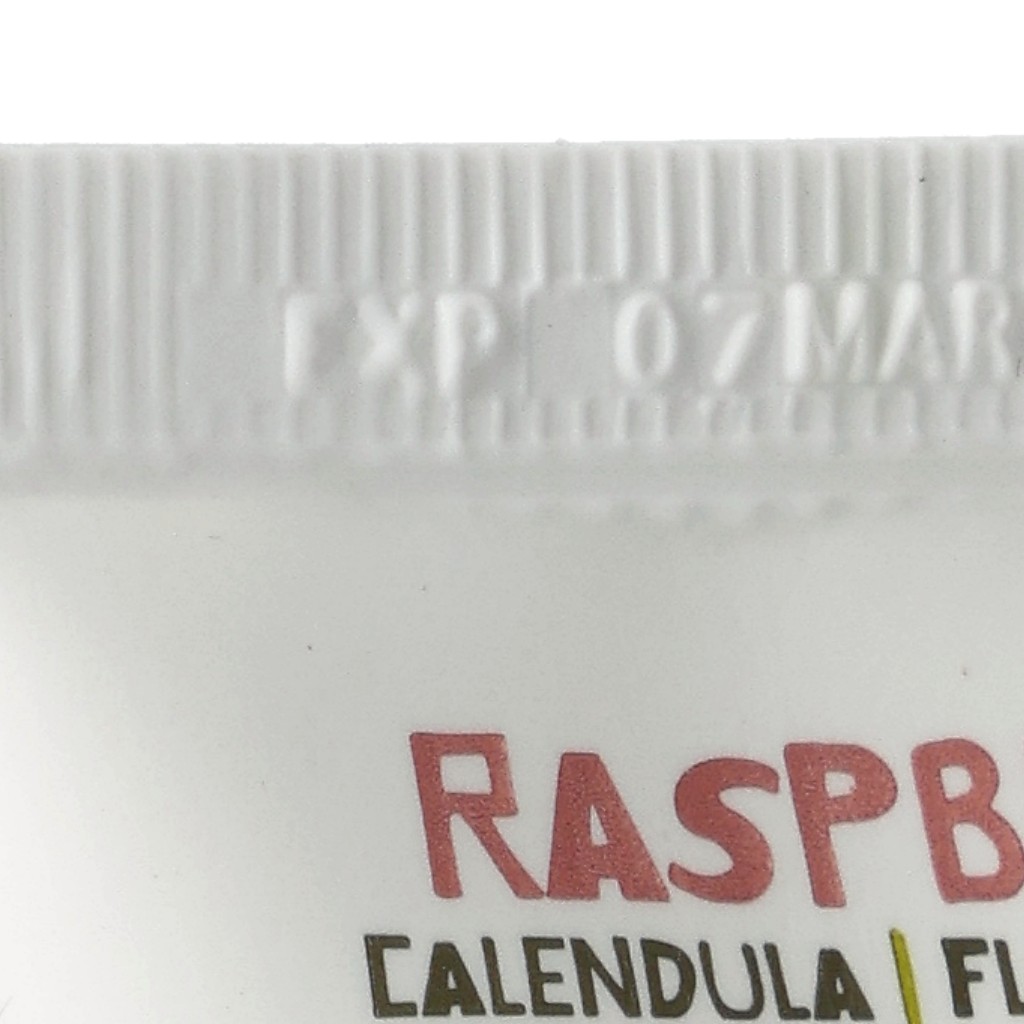 EXP 07MAR
RASPB
CALENDULA | FL